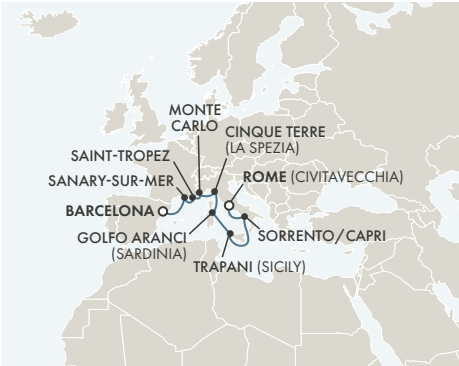 MONTE
CARLO
CINQUE TERRE
(LA SPEZIA)
SAINT-TROPEZ
SANARY-SUR-MER
ROME (CIVITAVECCHIA)
BARCELONA
GOLFO ARANCI
(SARDINIA)
SORRENTO/CAPRI
TRAPANI (SICILY)